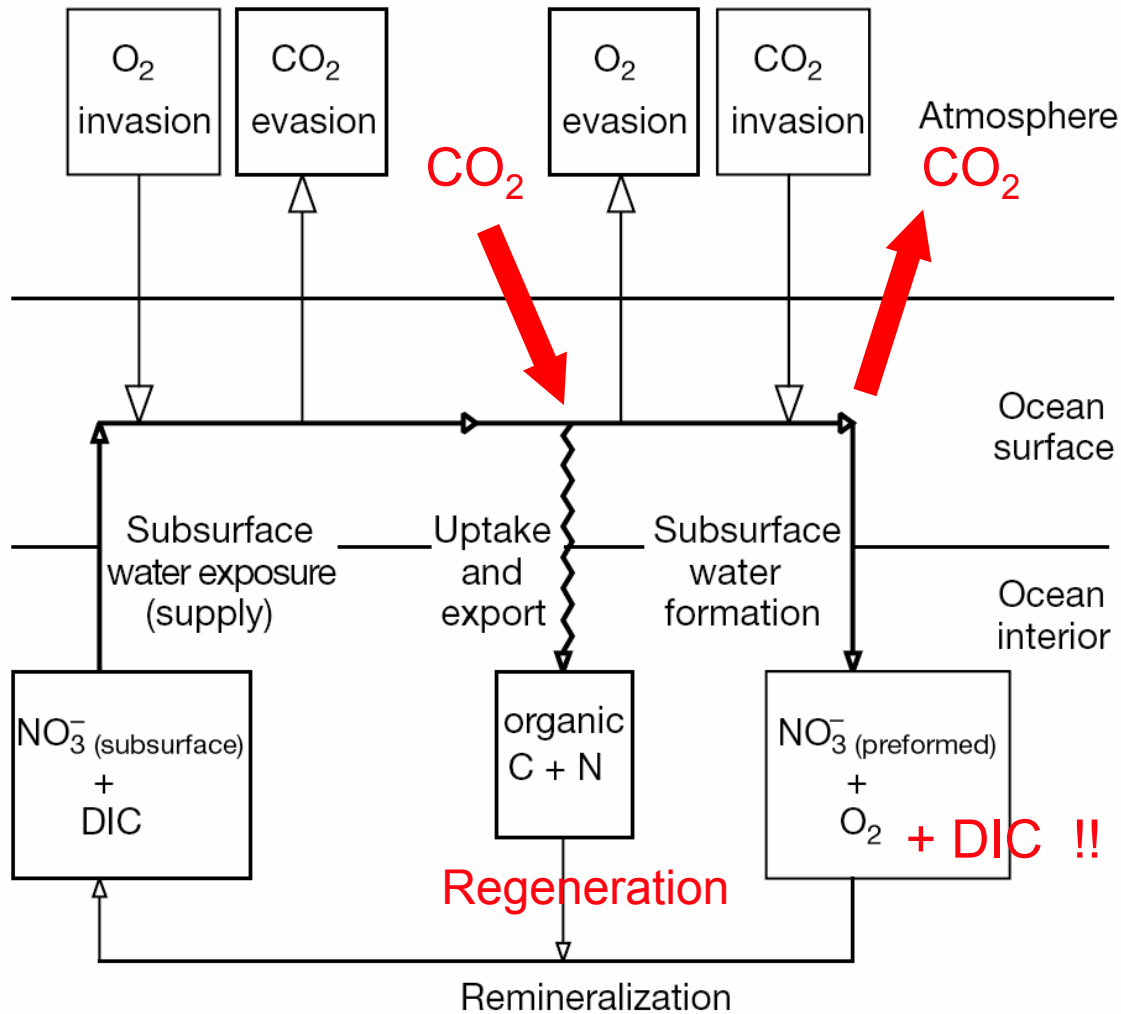 O₂
invasion
CO₂
evasion
O₂
evasion
CO₂
invasion
Atmosphere
CO₂
CO₂
Ocean
surface
Subsurface
water exposure
(supply)
Uptake
and
export
Subsurface
water
formation
Ocean
interior
NO₃⁻ (subsurface)
+
DIC
organic
C + N
NO₃⁻ (preformed)
+
O₂ + DIC !!
Regeneration
Remineralization